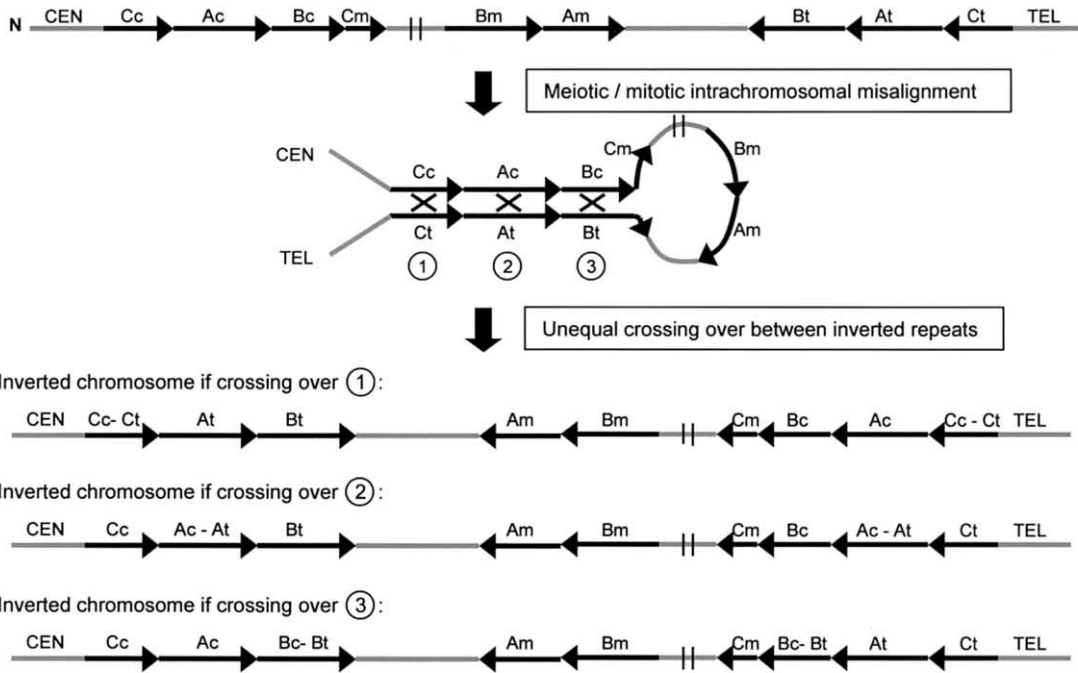 N CEN Cc Ac Bc Cm Bm Am Bt At Ct TEL
Meiotic / mitotic intrachromosomal misalignment
CEN Cc Ac Bc Cm Bm
TEL Ct At Bt Am
1 2 3
Unequal crossing over between inverted repeats
Inverted chromosome if crossing over 1:
CEN Cc- Ct At Bt Am Bm Cm Bc Ac Cc - Ct TEL
Inverted chromosome if crossing over 2:
CEN Cc Ac - At Bt Am Bm Cm Bc Ac - At Ct TEL
Inverted chromosome if crossing over 3:
CEN Cc Ac Bc- Bt Am Bm Cm Bc- Bt At Ct TEL